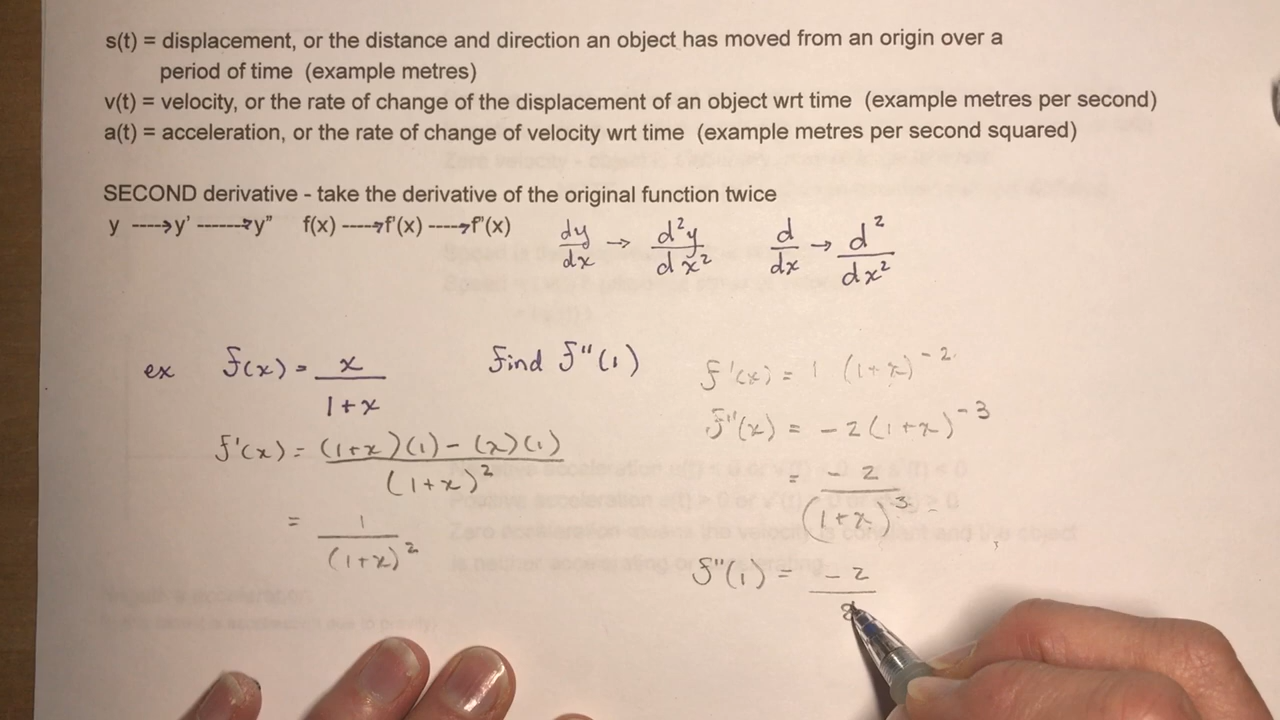 s(t) = displacement, or the distance and direction an object has moved from an origin over a
period of time (example metres)
v(t) = velocity, or the rate of change of the displacement of an object wrt time (example metres per second)
a(t) = acceleration, or the rate of change of velocity wrt time (example metres per second squared)
SECOND derivative - take the derivative of the original function twice
y ---->y' ------->y" f(x) ---->f'(x) ---->f"(x) dy/dx → d²y/dx² d/dx → d²/dx²
ex f(x) = x/(1+x) Find f"(1)
f'(x) = ((1+x)(1) - (x)(1))/(1+x)²
= 1/(1+x)²
f'(x) = 1 (1+x)^-2
f"(x) = -2(1+x)^-3
= -2/(1+x)³
f"(1) = -2/8